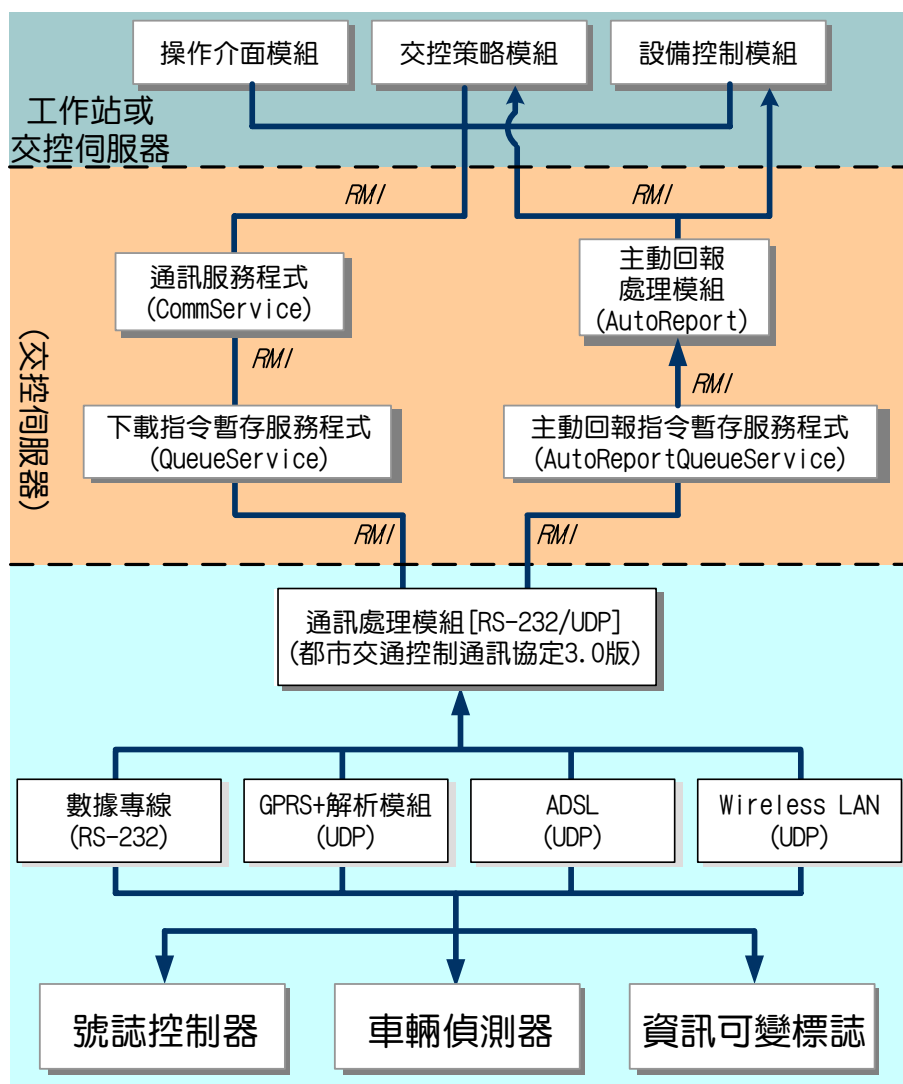 操作介面模組
交控策略模組
設備控制模組
工作站或
交控伺服器
RMI
RMI
通訊服務程式
(CommService)
主動回報
處理模組
(AutoReport)
(交控伺服器)
RMI
RMI
下載指令暫存服務程式
(QueueService)
主動回報指令暫存服務程式
(AutoReportQueueService)
RMI
RMI
通訊處理模組[RS-232/UDP]
(都市交通控制通訊協定3.0版)
數據專線
(RS-232)
GPRS+解析模組
(UDP)
ADSL
(UDP)
Wireless LAN
(UDP)
號誌控制器
車輛偵測器
資訊可變標誌